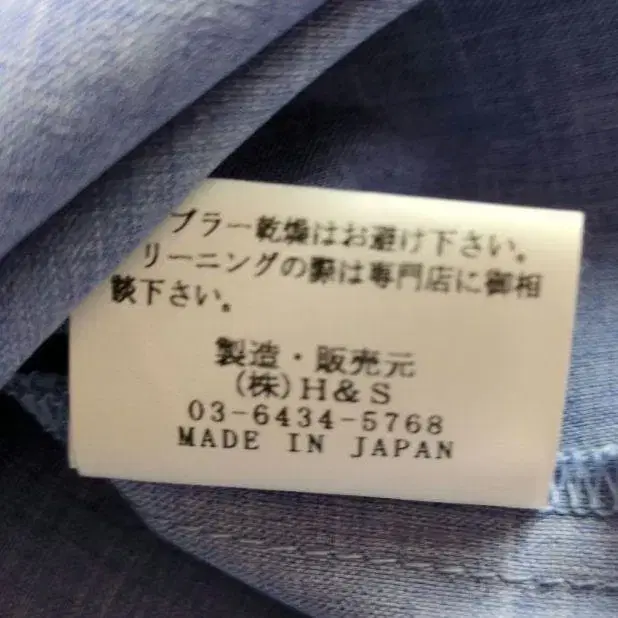 ブラー乾燥はお避け下さい。
リーニングの際は専門店に御相
談下さい。
製造・販売元
(株)H&S
03-6434-5768
MADE IN JAPAN